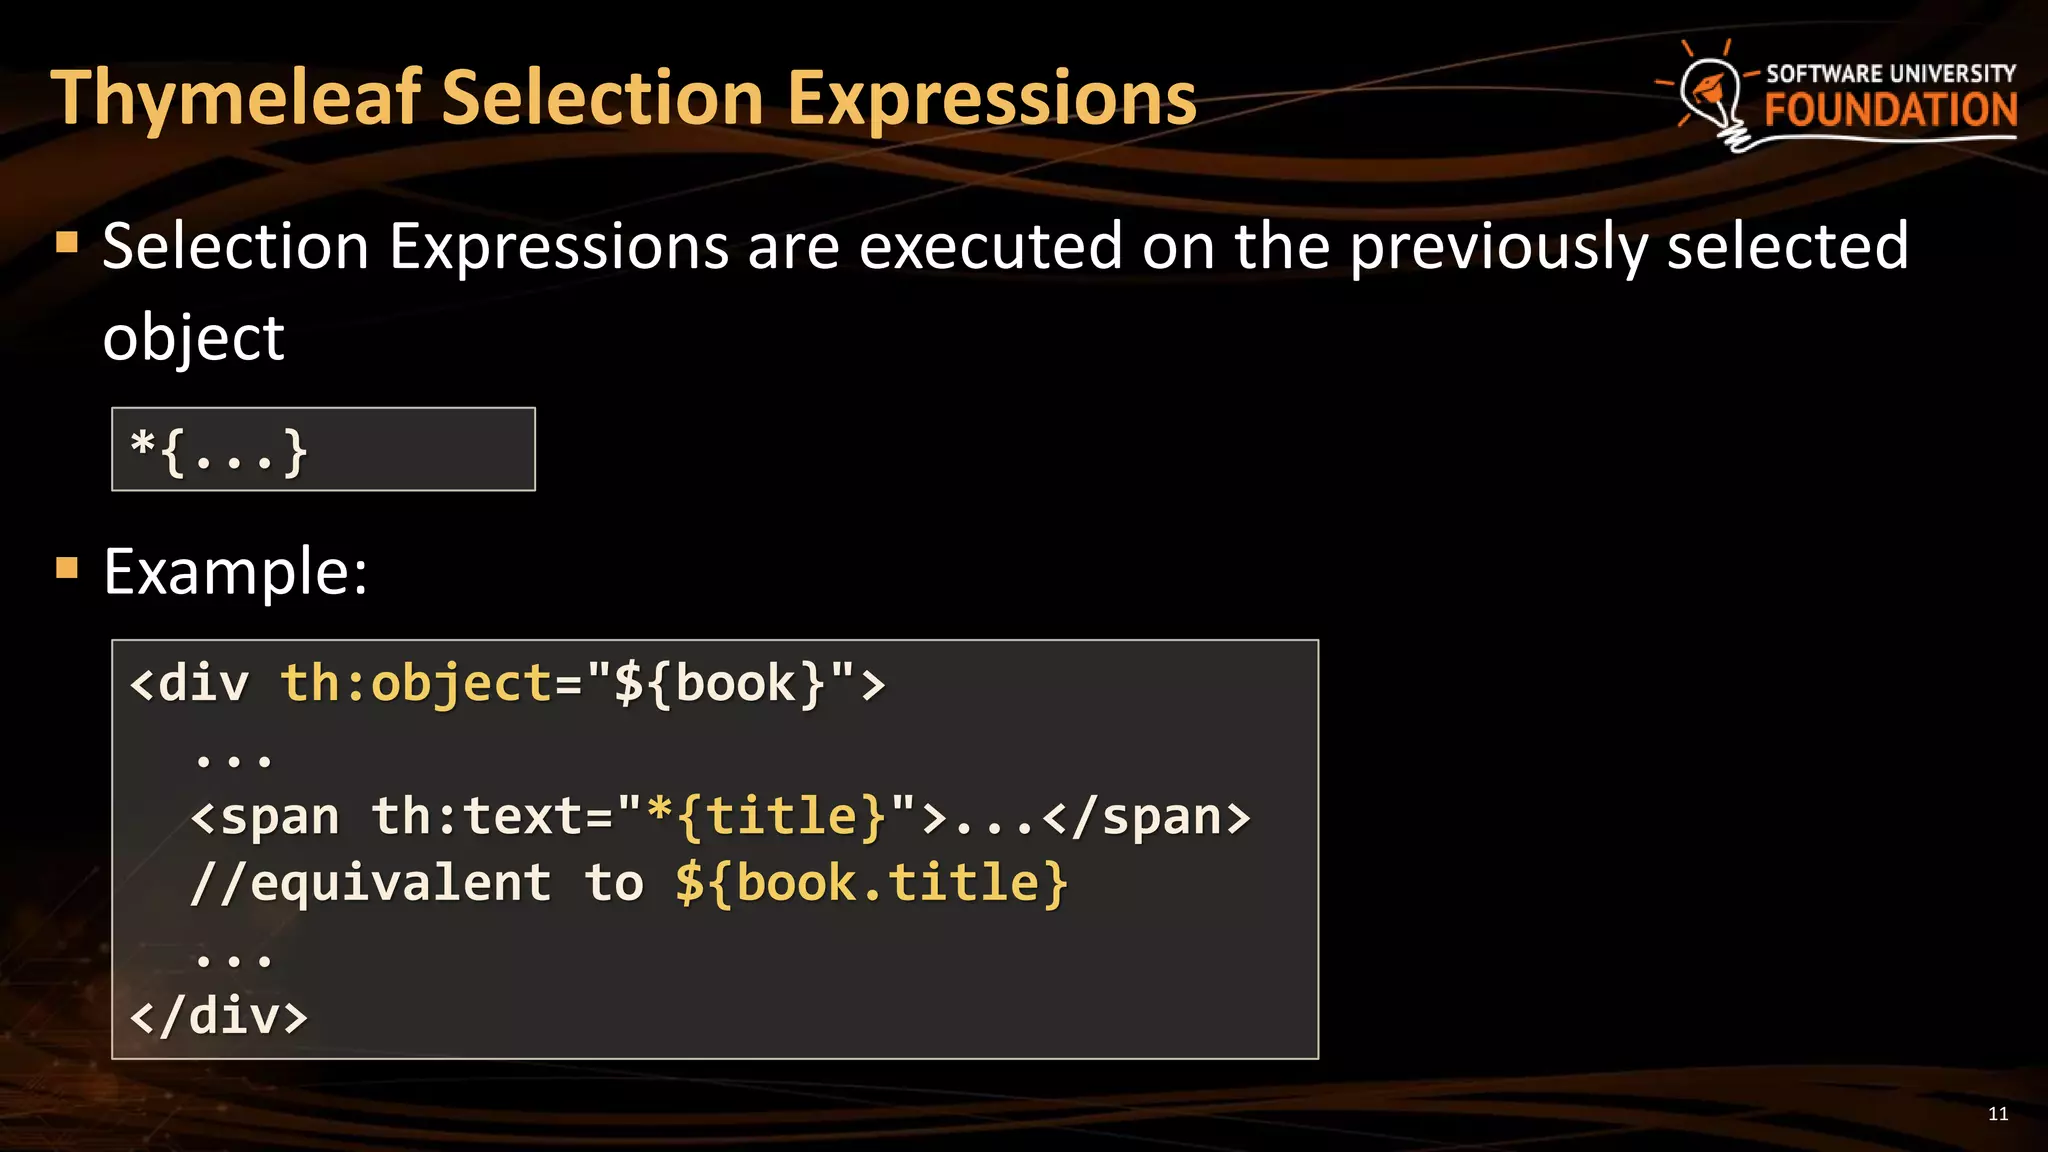 Thymeleaf Selection Expressions
SOFTWARE UNIVERSITY
FOUNDATION
▪ Selection Expressions are executed on the previously selected
object
*{...}
▪ Example:
<div th:object="${book}">
...
<span th:text="*{title}">...</span>
//equivalent to ${book.title}
...
</div>
11